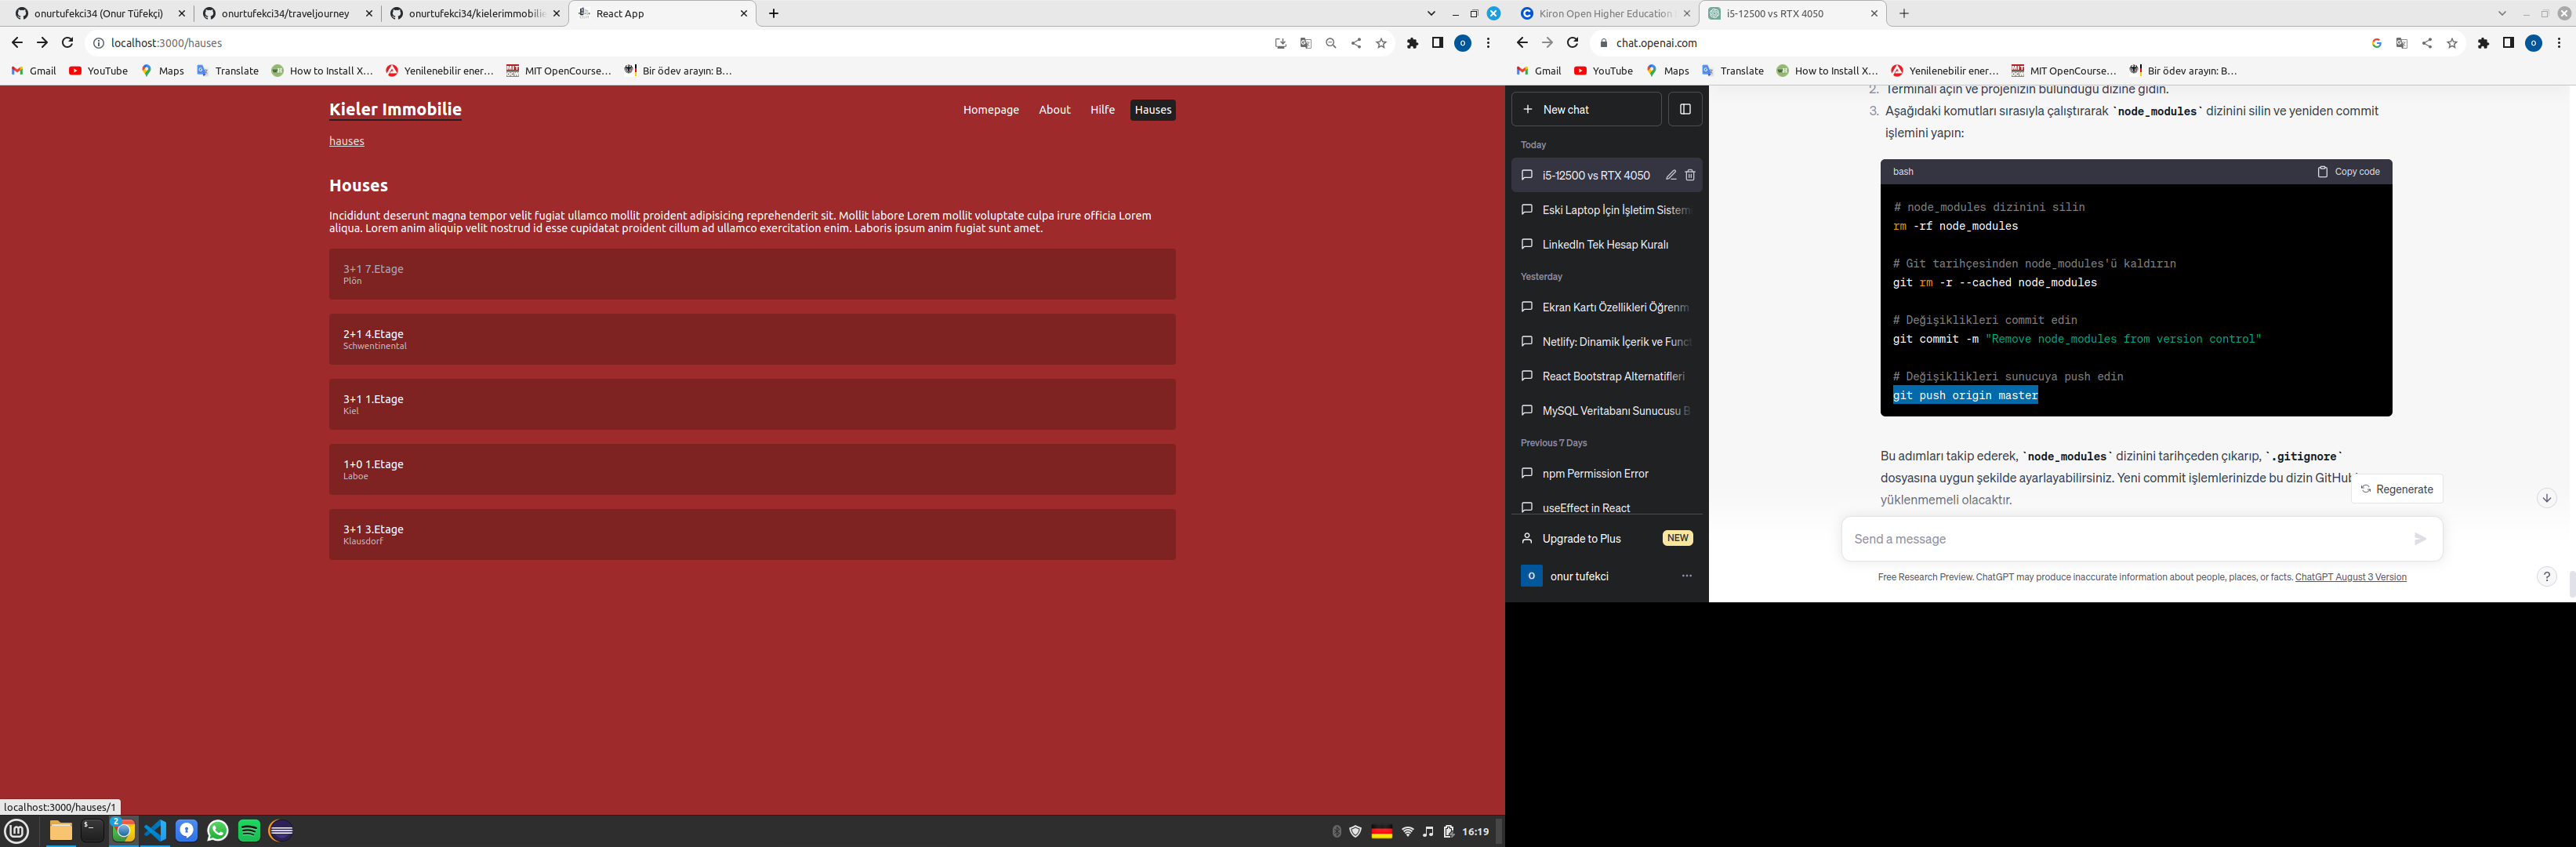 onurtufekci34 (Onur Tüfekçi)
onurtufekci34/traveljourney
onurtufekci34/kielerimmobilie
React App
localhost:3000/hauses
O
Gmail
YouTube
Maps
Translate
How to Install X…
Yenilenebilir ener…
MIT OpenCourse…
Bir ödev arayın: B…
Kieler Immobilie
Homepage
About
Hilfe
Hauses
hauses
Houses
Incididunt deserunt magna tempor velit fugiat ullamco mollit proident adipisicing reprehenderit sit. Mollit labore Lorem mollit voluptate culpa irure officia Lorem
aliqua. Lorem anim aliquip velit nostrud id esse cupidatat proident cillum ad ullamco exercitation enim. Laboris ipsum anim fugiat sunt amet.
3+1 7.Etage
Plön
2+1 4.Etage
Schwentinental
3+1 1.Etage
Kiel
1+0 1.Etage
Laboe
3+1 3.Etage
Klausdorf
localhost:3000/hauses/1
2
16:19
Kiron Open Higher Education
i5-12500 vs RTX 4050
chat.openai.com
O
Gmail
YouTube
Maps
Translate
How to Install X…
Yenilenebilir ener…
MIT OpenCourse…
Bir ödev arayın: B…
New chat
Today
i5-12500 vs RTX 4050
Eski Laptop İçin İşletim Sistem
LinkedIn Tek Hesap Kuralı
Yesterday
Ekran Kartı Özellikleri Öğrenm
Netlify: Dinamik İçerik ve Funct
React Bootstrap Alternatifleri
MySQL Veritabanı Sunucusu B
Previous 7 Days
npm Permission Error
useEffect in React
Upgrade to Plus
NEW
O
onur tufekci
2. Terminali açın ve projenizin bulunduğu dizine gidin.
3. Aşağıdaki komutları sırasıyla çalıştırarak `node_modules` dizinini silin ve yeniden commit
işlemini yapın:
bash
Copy code
# node_modules dizinini silin
rm -rf node_modules
# Git tarihçesinden node_modules'ü kaldırın
git rm -r --cached node_modules
# Değişiklikleri commit edin
git commit -m "Remove node_modules from version control"
# Değişiklikleri sunucuya push edin
git push origin master
Bu adımları takip ederek, `node_modules` dizinini tarihçeden çıkarıp, `.gitignore`
dosyasına uygun şekilde ayarlayabilirsiniz. Yeni commit işlemlerinizde bu dizin GitHub
yüklenmemeli olacaktır.
Regenerate
Send a message
Free Research Preview. ChatGPT may produce inaccurate information about people, places, or facts. ChatGPT August 3 Version
?